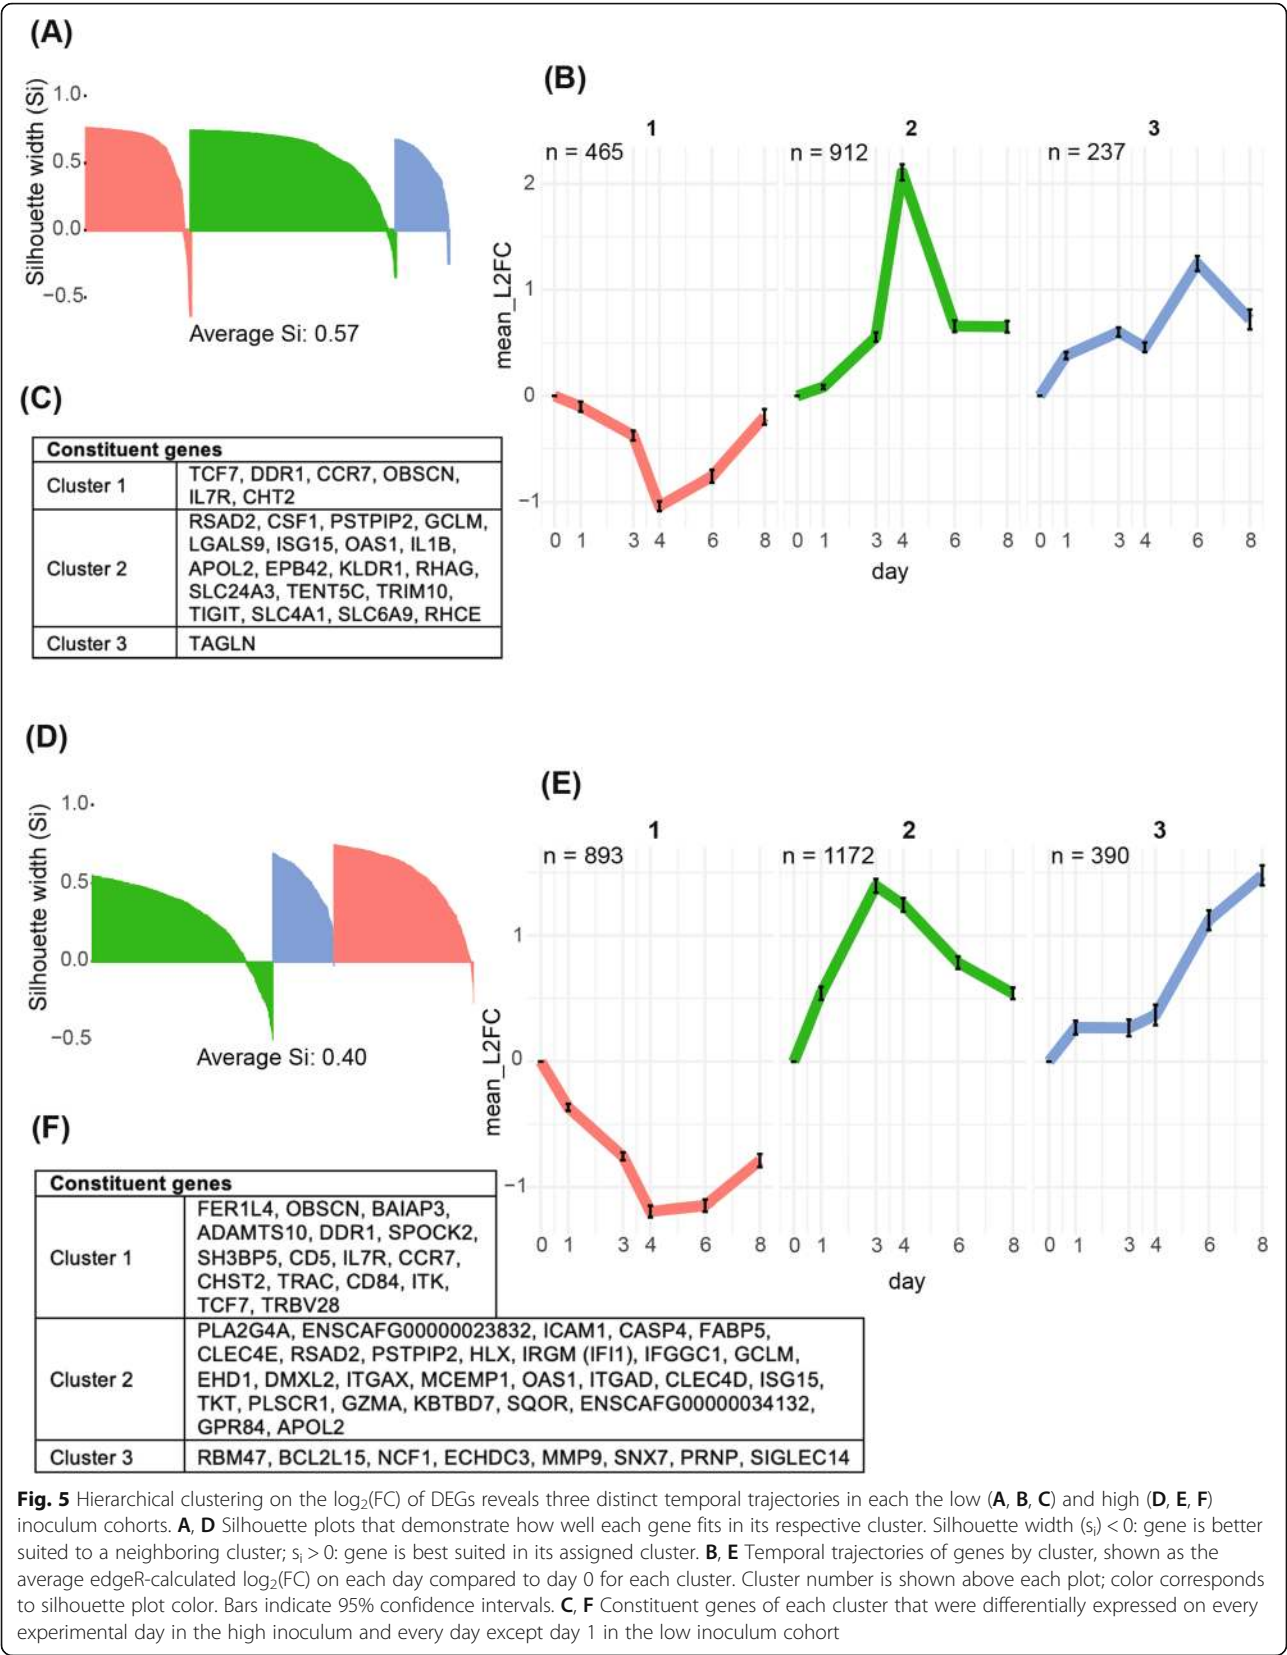 (A)
Silhouette width (Si)
1.0
0.5
0.0
−0.5
Average Si: 0.57
(B)
1
2
3
n = 465
n = 912
n = 237
mean_L2FC
2
1
0
−1
0 1 3 4 6 8
0 1 3 4 6 8
0 1 3 4 6 8
day
(C)
Constituent genes
Cluster 1
TCF7, DDR1, CCR7, OBSCN,
IL7R, CHT2
Cluster 2
RSAD2, CSF1, PSTPIP2, GCLM,
LGALS9, ISG15, OAS1, IL1B,
APOL2, EPB42, KLDR1, RHAG,
SLC24A3, TENT5C, TRIM10,
TIGIT, SLC4A1, SLC6A9, RHCE
Cluster 3
TAGLN
(D)
Silhouette width (Si)
1.0
0.5
0.0
−0.5
Average Si: 0.40
(E)
1
2
3
n = 893
n = 1172
n = 390
mean_L2FC
1
0
−1
0 1 3 4 6 8
0 1 3 4 6 8
0 1 3 4 6 8
day
(F)
Constituent genes
Cluster 1
FER1L4, OBSCN, BAIAP3,
ADAMTS10, DDR1, SPOCK2,
SH3BP5, CD5, IL7R, CCR7,
CHST2, TRAC, CD84, ITK,
TCF7, TRBV28
Cluster 2
PLA2G4A, ENSCAFG00000023832, ICAM1, CASP4, FABP5,
CLEC4E, RSAD2, PSTPIP2, HLX, IRGM (IFI1), IFGGC1, GCLM,
EHD1, DMXL2, ITGAX, MCEMP1, OAS1, ITGAD, CLEC4D, ISG15,
TKT, PLSCR1, GZMA, KBTBD7, SQOR, ENSCAFG00000034132,
GPR84, APOL2
Cluster 3
RBM47, BCL2L15, NCF1, ECHDC3, MMP9, SNX7, PRNP, SIGLEC14
Fig. 5 Hierarchical clustering on the log₂(FC) of DEGs reveals three distinct temporal trajectories in each the low (A, B, C) and high (D, E, F)
inoculum cohorts. A, D Silhouette plots that demonstrate how well each gene fits in its respective cluster. Silhouette width (sᵢ) < 0: gene is better
suited to a neighboring cluster; sᵢ > 0: gene is best suited in its assigned cluster. B, E Temporal trajectories of genes by cluster, shown as the
average edgeR-calculated log₂(FC) on each day compared to day 0 for each cluster. Cluster number is shown above each plot; color corresponds
to silhouette plot color. Bars indicate 95% confidence intervals. C, F Constituent genes of each cluster that were differentially expressed on every
experimental day in the high inoculum and every day except day 1 in the low inoculum cohort